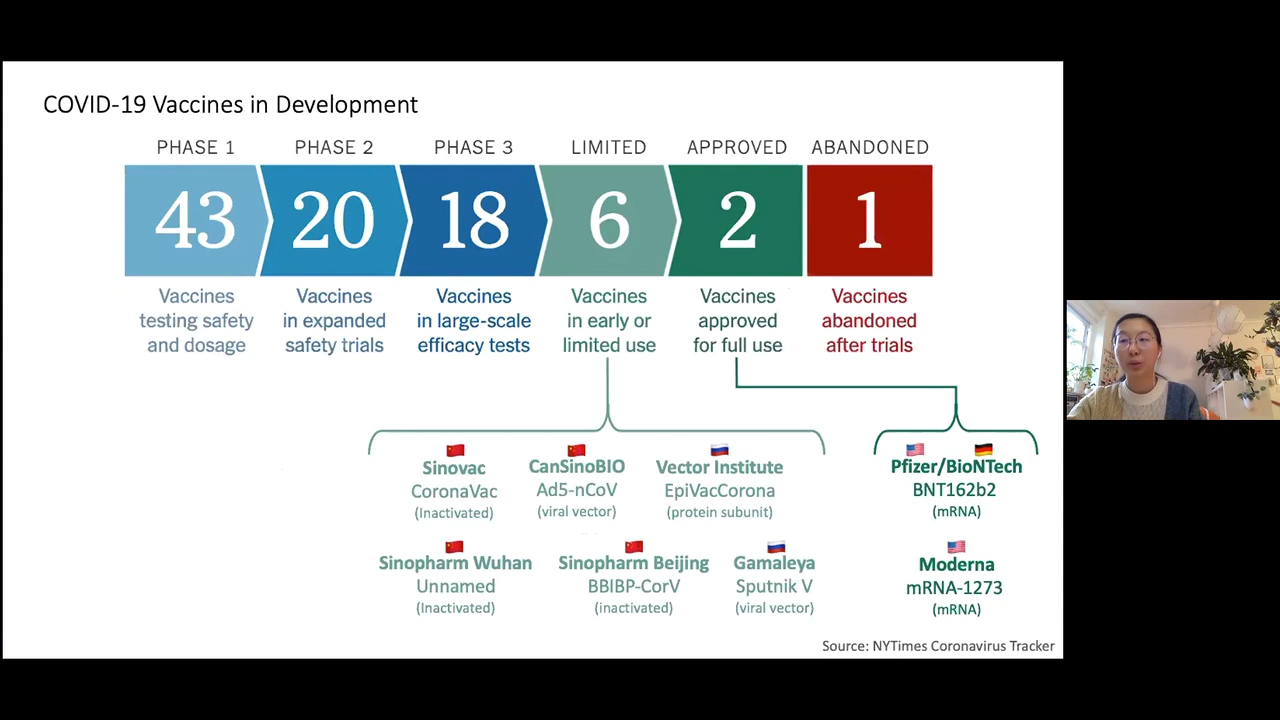 COVID-19 Vaccines in Development
PHASE 1 PHASE 2 PHASE 3 LIMITED APPROVED ABANDONED
43 20 18 6 2 1
Vaccines
testing safety
and dosage
Vaccines
in expanded
safety trials
Vaccines
in large-scale
efficacy tests
Vaccines
in early or
limited use
Vaccines
approved
for full use
Vaccines
abandoned
after trials
Sinovac
CoronaVac
(Inactivated)
CanSinoBIO
Ad5-nCoV
(viral vector)
Vector Institute
EpiVacCorona
(protein subunit)
Pfizer/BioNTech
BNT162b2
(mRNA)
Sinopharm Wuhan
Unnamed
(Inactivated)
Sinopharm Beijing
BBIBP-CorV
(inactivated)
Gamaleya
Sputnik V
(viral vector)
Moderna
mRNA-1273
(mRNA)
Source: NYTimes Coronavirus Tracker